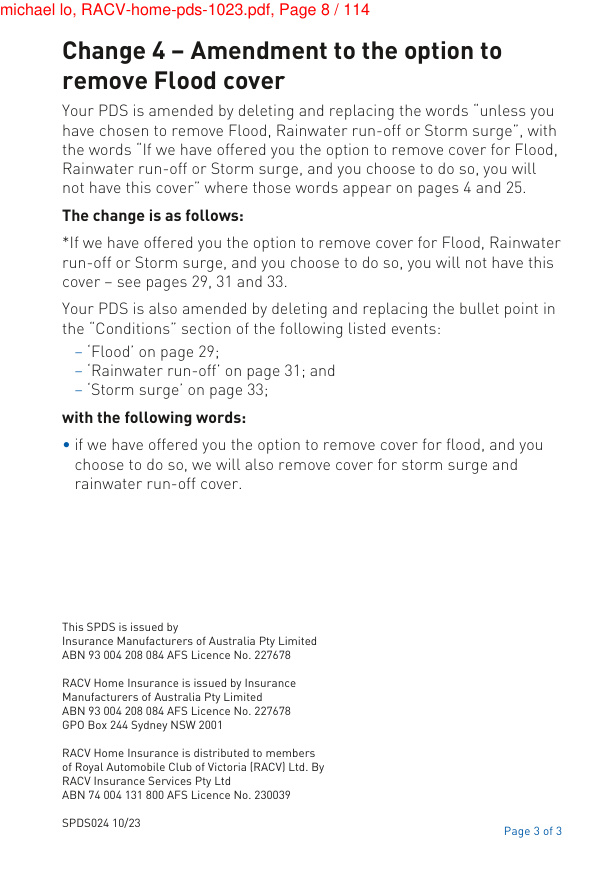 michael lo, RACV-home-pds-1023.pdf, Page 8 / 114
Change 4 – Amendment to the option to
remove Flood cover
Your PDS is amended by deleting and replacing the words “unless you
have chosen to remove Flood, Rainwater run-off or Storm surge”, with
the words “If we have offered you the option to remove cover for Flood,
Rainwater run-off or Storm surge, and you choose to do so, you will
not have this cover” where those words appear on pages 4 and 25.
The change is as follows:
*If we have offered you the option to remove cover for Flood, Rainwater
run-off or Storm surge, and you choose to do so, you will not have this
cover – see pages 29, 31 and 33.
Your PDS is also amended by deleting and replacing the bullet point in
the “Conditions” section of the following listed events:
– ‘Flood’ on page 29;
– ‘Rainwater run-off’ on page 31; and
– ‘Storm surge’ on page 33;
with the following words:
• if we have offered you the option to remove cover for flood, and you
choose to do so, we will also remove cover for storm surge and
rainwater run-off cover.
This SPDS is issued by
Insurance Manufacturers of Australia Pty Limited
ABN 93 004 208 084 AFS Licence No. 227678
RACV Home Insurance is issued by Insurance
Manufacturers of Australia Pty Limited
ABN 93 004 208 084 AFS Licence No. 227678
GPO Box 244 Sydney NSW 2001
RACV Home Insurance is distributed to members
of Royal Automobile Club of Victoria (RACV) Ltd. By
RACV Insurance Services Pty Ltd
ABN 74 004 131 800 AFS Licence No. 230039
SPDS024 10/23
Page 3 of 3